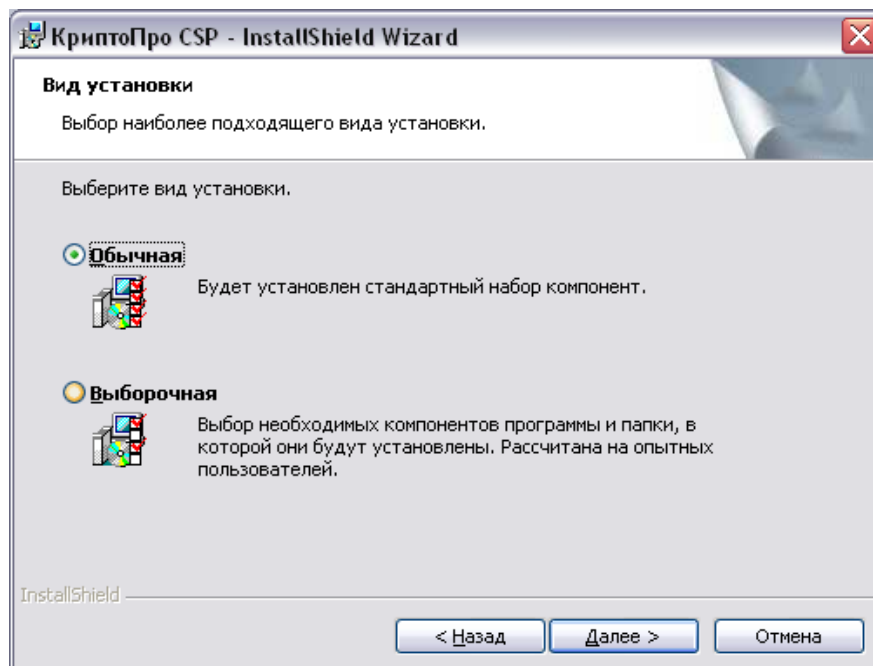 КриптоПро CSP - InstallShield Wizard
Вид установки
Выбор наиболее подходящего вида установки.
Выберите вид установки.
Обычная
Будет установлен стандартный набор компонент.
Выборочная
Выбор необходимых компонентов программы и папки, в
которой они будут установлены. Рассчитана на опытных
пользователей.
InstallShield
< Назад
Далее >
Отмена